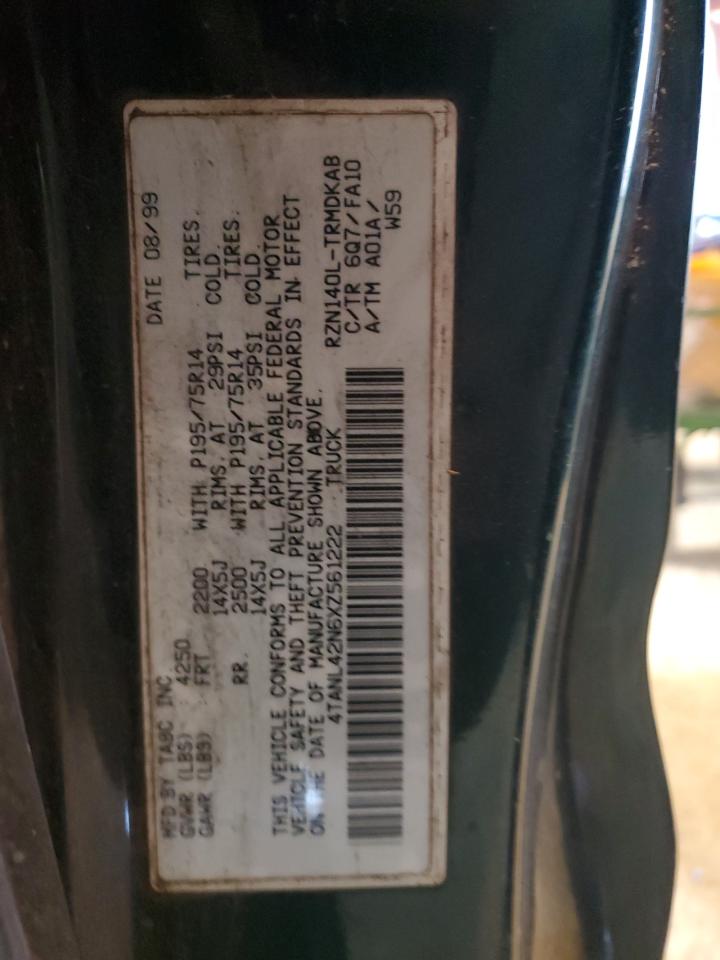 MFD BY TABC INC. DATE 08/99
GVWR (LBS) 4250
GAWR (LBS) FRT. 2200 WITH P195/75R14 TIRES.
14X5J RIMS. AT 29PSI COLD.
RR. 2500 WITH P195/75R14 TIRES.
14X5J RIMS. AT 35PSI COLD.
THIS VEHICLE CONFORMS TO ALL APPLICABLE FEDERAL MOTOR
VEHICLE SAFETY AND THEFT PREVENTION STANDARDS IN EFFECT
ON THE DATE OF MANUFACTURE SHOWN ABOVE.
4TANL42N6XZ561222 TRUCK RZN140L-TRMDKAB
C/TR 6Q7/FA10
A/TM A01A/
W59